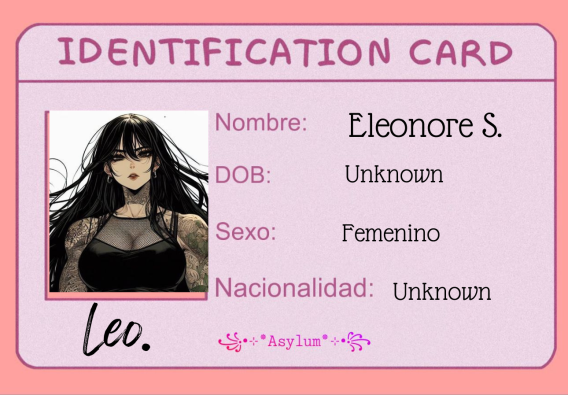 IDENTIFICATION CARD
Nombre: Eleonore S.
DOB: Unknown
Sexo: Femenino
Nacionalidad: Unknown
Leo.
꧁•⊹٭Asylum٭⊹•꧂